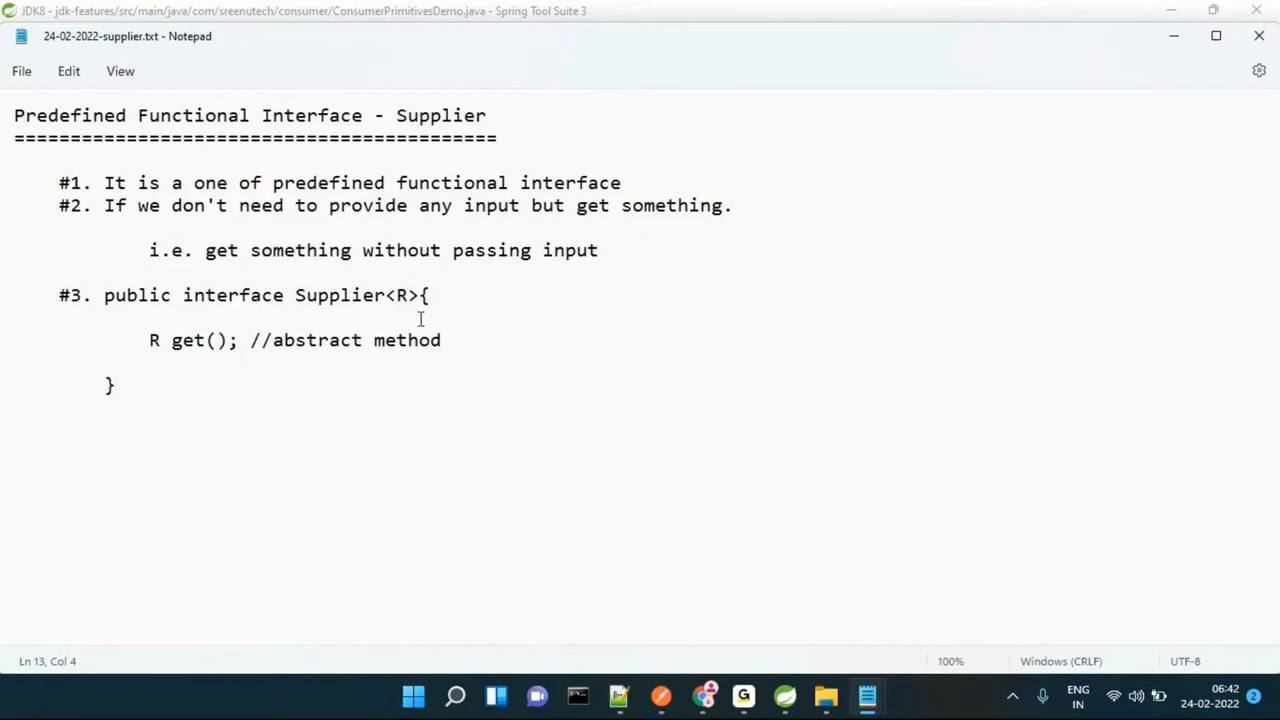 JDK8 - jdk-features/src/main/java/com/sreenutech/consumer/ConsumerPrimitivesDemo.java - Spring Tool Suite 3
24-02-2022-supplier.txt - Notepad
File Edit View
Predefined Functional Interface - Supplier
===========================================
#1. It is a one of predefined functional interface
#2. If we don't need to provide any input but get something.
i.e. get something without passing input
#3. public interface Supplier<R>{
R get(); //abstract method
}
Ln 13, Col 4 100% Windows (CRLF) UTF-8
ENG
IN
06:42
24-02-2022
2
G